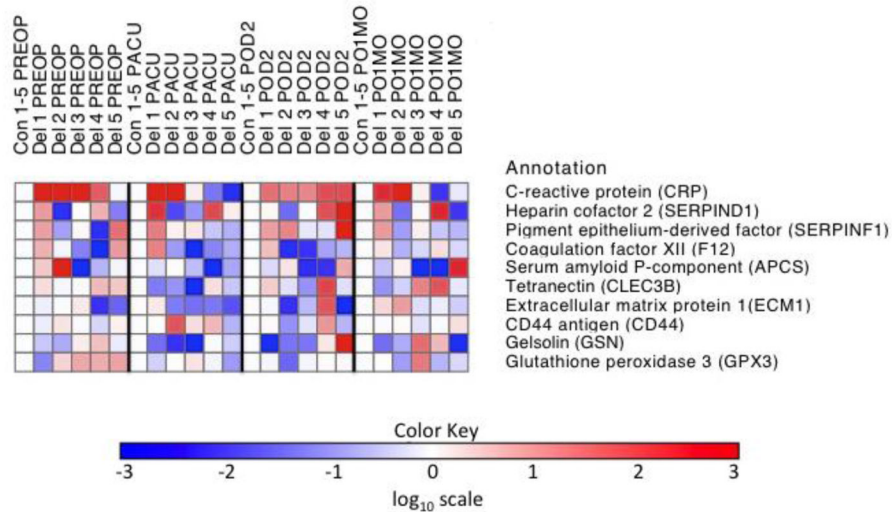 Con 1-5 PREOP
Del 1 PREOP
Del 2 PREOP
Del 3 PREOP
Del 4 PREOP
Del 5 PREOP
Con 1-5 PACU
Del 1 PACU
Del 2 PACU
Del 3 PACU
Del 4 PACU
Del 5 PACU
Con 1-5 POD2
Del 1 POD2
Del 2 POD2
Del 3 POD2
Del 4 POD2
Del 5 POD2
Con 1-5 PO1MO
Del 1 PO1MO
Del 2 PO1MO
Del 3 PO1MO
Del 4 PO1MO
Del 5 PO1MO
Annotation
C-reactive protein (CRP)
Heparin cofactor 2 (SERPIND1)
Pigment epithelium-derived factor (SERPINF1)
Coagulation factor XII (F12)
Serum amyloid P-component (APCS)
Tetranectin (CLEC3B)
Extracellular matrix protein 1(ECM1)
CD44 antigen (CD44)
Gelsolin (GSN)
Glutathione peroxidase 3 (GPX3)
Color Key
-3 -2 -1 0 1 2 3
log10 scale